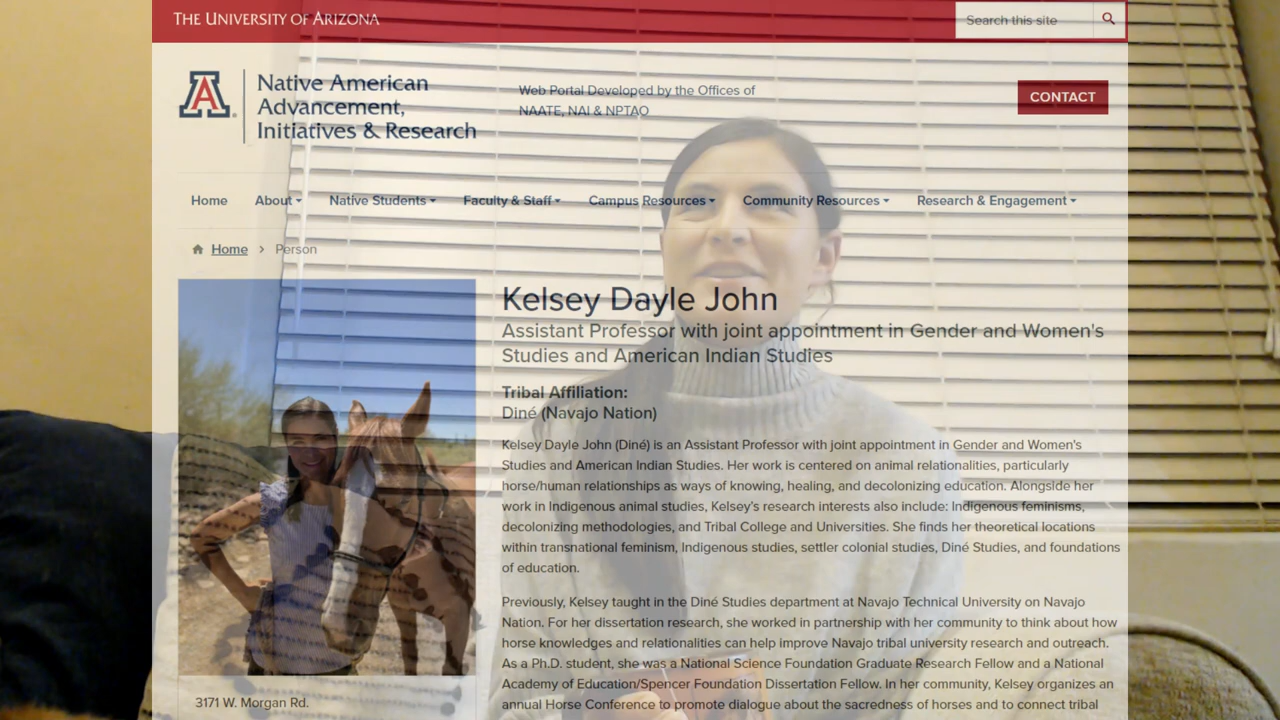 THE UNIVERSITY OF ARIZONA
Search this site
Native American
Advancement,
Initiatives & Research
Web Portal Developed by the Offices of
NAATE, NAI & NPTAO
CONTACT
Home About Native Students Faculty & Staff Campus Resources Community Resources Research & Engagement
Home > Person
Kelsey Dayle John
Assistant Professor with joint appointment in Gender and Women's
Studies and American Indian Studies
Tribal Affiliation:
Diné (Navajo Nation)
Kelsey Dayle John (Diné) is an Assistant Professor with joint appointment in Gender and Women's
Studies and American Indian Studies. Her work is centered on animal relationalities, particularly
horse/human relationships as ways of knowing, healing, and decolonizing education. Alongside her
work in Indigenous animal studies, Kelsey's research interests also include: Indigenous feminisms,
decolonizing methodologies, and Tribal College and Universities. She finds her theoretical locations
within transnational feminism, Indigenous studies, settler colonial studies, Diné Studies, and foundations
of education.
Previously, Kelsey taught in the Diné Studies department at Navajo Technical University on Navajo
Nation. For her dissertation research, she worked in partnership with her community to think about how
horse knowledges and relationalities can help improve Navajo tribal university research and outreach.
As a Ph.D. student, she was a National Science Foundation Graduate Research Fellow and a National
Academy of Education/Spencer Foundation Dissertation Fellow. In her community, Kelsey organizes an
annual Horse Conference to promote dialogue about the sacredness of horses and to connect tribal
3171 W. Morgan Rd.